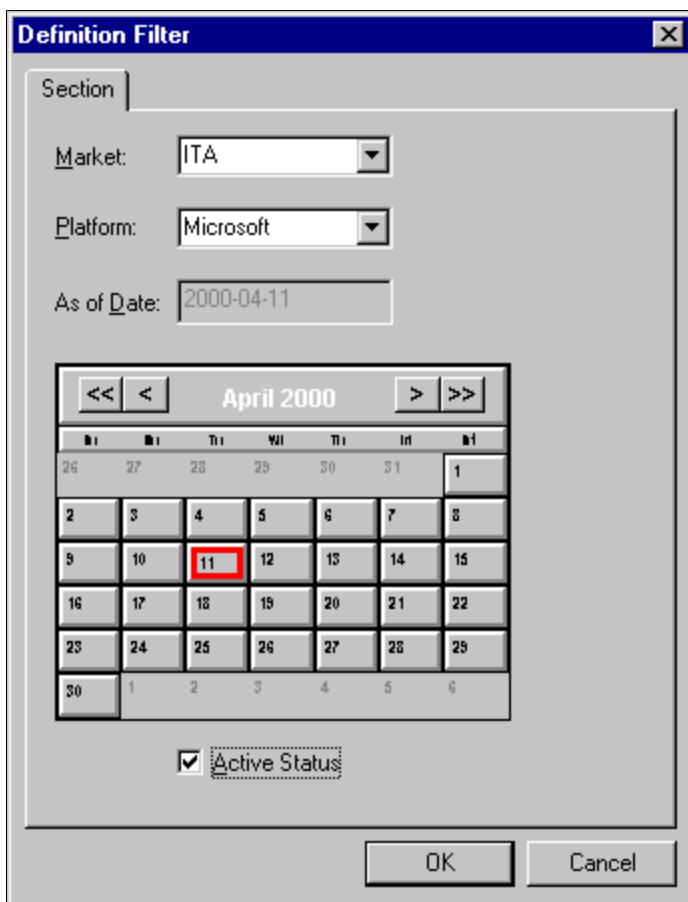 Definition Filter
Section
Market: ITA
Platform: Microsoft
As of Date: 2000-04-11
<< < April 2000 > >>
26 27 28 29 30 31 1
2 3 4 5 6 7 8
9 10 11 12 13 14 15
16 17 18 19 20 21 22
23 24 25 26 27 28 29
30 1 2 3 4 5 6
Active Status
OK Cancel